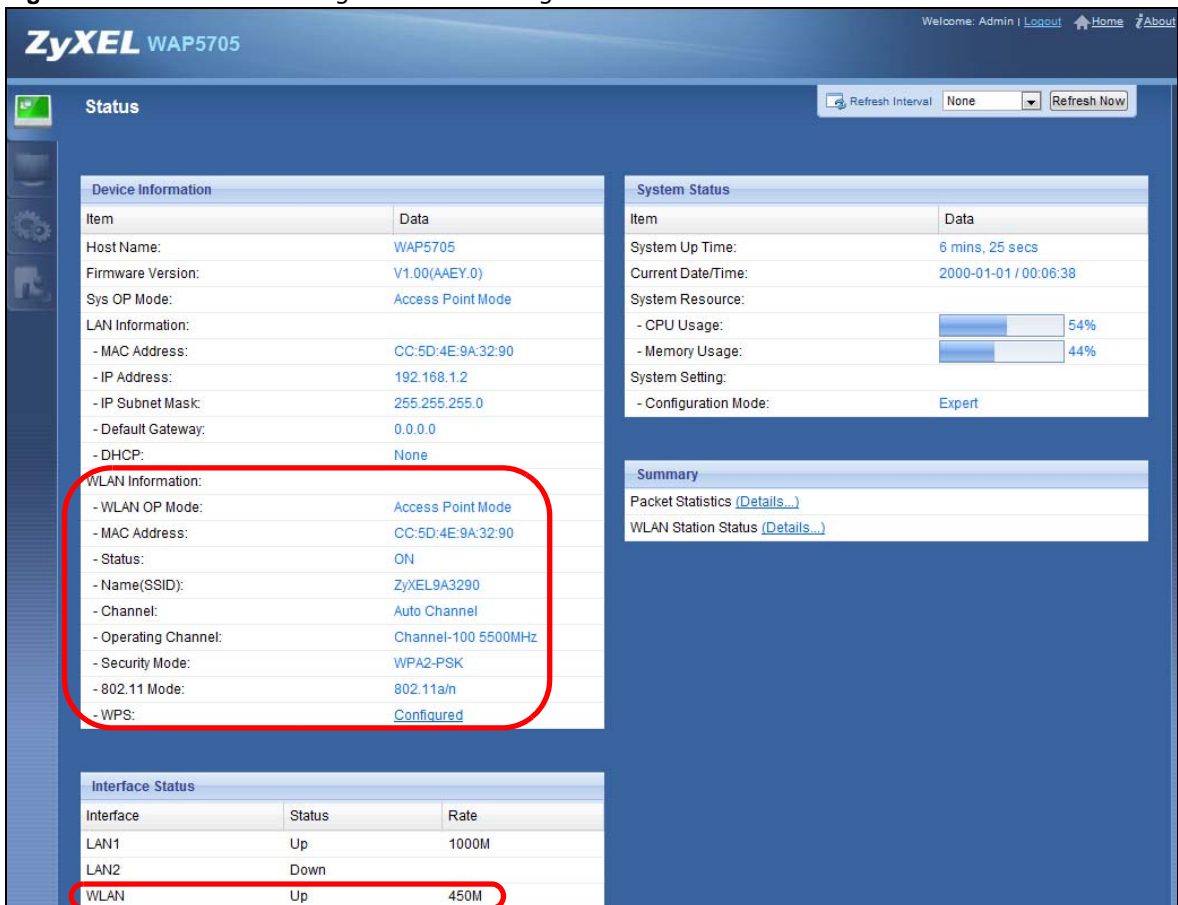 Welcome: Admin | Logout Home About
ZyXEL WAP5705
Status
Refresh Interval None Refresh Now
Device Information
Item Data
Host Name: WAP5705
Firmware Version: V1.00(AAEY.0)
Sys OP Mode: Access Point Mode
LAN Information:
- MAC Address: CC:5D:4E:9A:32:90
- IP Address: 192.168.1.2
- IP Subnet Mask: 255.255.255.0
- Default Gateway: 0.0.0.0
- DHCP: None
WLAN Information:
- WLAN OP Mode: Access Point Mode
- MAC Address: CC:5D:4E:9A:32:90
- Status: ON
- Name(SSID): ZyXEL9A3290
- Channel: Auto Channel
- Operating Channel: Channel-100 5500MHz
- Security Mode: WPA2-PSK
- 802.11 Mode: 802.11a/n
- WPS: Configured
Interface Status
Interface Status Rate
LAN1 Up 1000M
LAN2 Down
WLAN Up 450M
System Status
Item Data
System Up Time: 6 mins, 25 secs
Current Date/Time: 2000-01-01 / 00:06:38
System Resource:
- CPU Usage: 54%
- Memory Usage: 44%
System Setting:
- Configuration Mode: Expert
Summary
Packet Statistics (Details...)
WLAN Station Status (Details...)